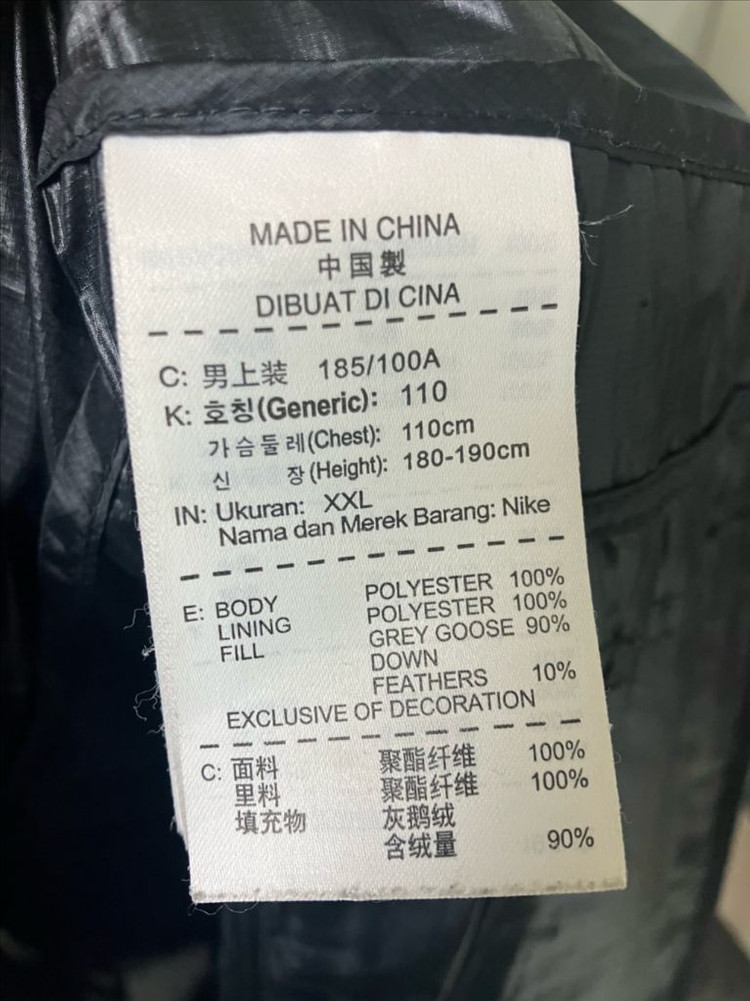 MADE IN CHINA
中国製
DIBUAT DI CINA
C: 男上装 185/100A
K: 호칭(Generic): 110
가슴둘레(Chest): 110cm
신 장(Height): 180-190cm
IN: Ukuran: XXL
Nama dan Merek Barang: Nike
E: BODY POLYESTER 100%
LINING POLYESTER 100%
FILL GREY GOOSE 90%
DOWN
FEATHERS 10%
EXCLUSIVE OF DECORATION
C: 面料 聚酯纤维 100%
里料 聚酯纤维 100%
填充物 灰鹅绒
含绒量 90%